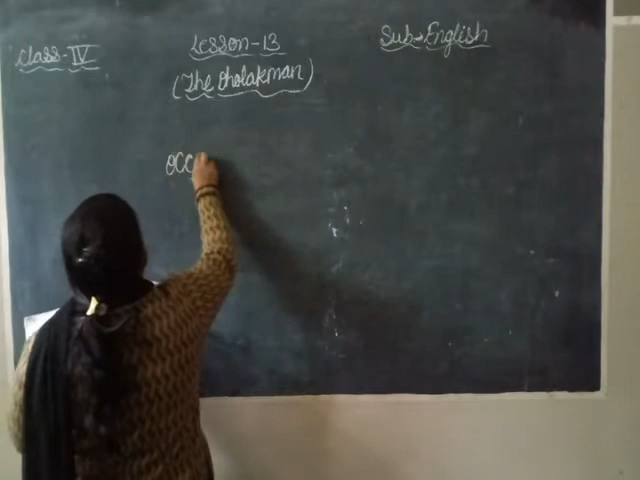 Class-IV
Lesson-13
Sub-English
(The Dholakman)
occ